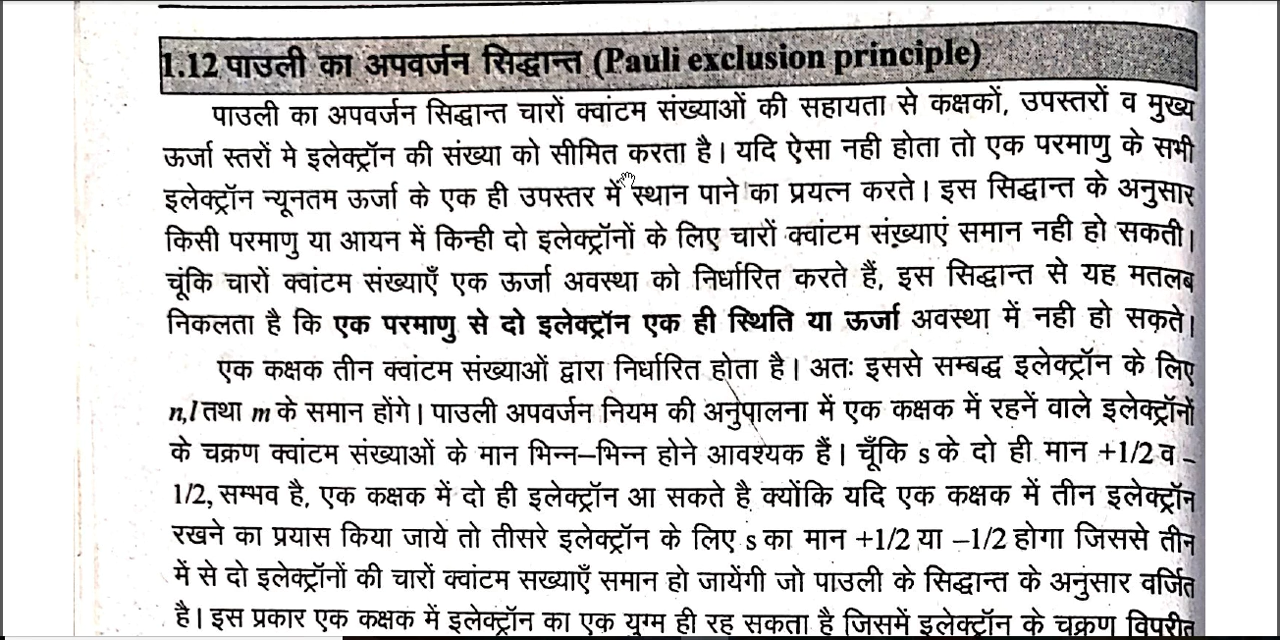 1.12 पाउली का अपवर्जन सिद्धान्त (Pauli exclusion principle)
पाउली का अपवर्जन सिद्धान्त चारों क्वांटम संख्याओं की सहायता से कक्षकों, उपस्तरों व मुख्य
ऊर्जा स्तरों मे इलेक्ट्रॉन की संख्या को सीमित करता है। यदि ऐसा नही होता तो एक परमाणु के सभी
इलेक्ट्रॉन न्यूनतम ऊर्जा के एक ही उपस्तर में स्थान पाने का प्रयत्न करते। इस सिद्धान्त के अनुसार
किसी परमाणु या आयन में किन्ही दो इलेक्ट्रॉनों के लिए चारों क्वांटम संख्याएं समान नही हो सकती।
चूंकि चारों क्वांटम संख्याएँ एक ऊर्जा अवस्था को निर्धारित करते हैं, इस सिद्धान्त से यह मतलब
निकलता है कि एक परमाणु से दो इलेक्ट्रॉन एक ही स्थिति या ऊर्जा अवस्था में नही हो सकते।
एक कक्षक तीन क्वांटम संख्याओं द्वारा निर्धारित होता है। अतः इससे सम्बद्ध इलेक्ट्रॉन के लिए
n,l तथा m के समान होंगे। पाउली अपवर्जन नियम की अनुपालना में एक कक्षक में रहनें वाले इलेक्ट्रॉनों
के चक्रण क्वांटम संख्याओं के मान भिन्न–भिन्न होने आवश्यक हैं। चूँकि s के दो ही मान +1/2 व –
1/2, सम्भव है, एक कक्षक में दो ही इलेक्ट्रॉन आ सकते है क्योंकि यदि एक कक्षक में तीन इलेक्ट्रॉन
रखने का प्रयास किया जाये तो तीसरे इलेक्ट्रॉन के लिए s का मान +1/2 या –1/2 होगा जिससे तीन
में से दो इलेक्ट्रॉनों की चारों क्वांटम सख्याएँ समान हो जायेंगी जो पाउली के सिद्धान्त के अनुसार वर्जित
है। इस प्रकार एक कक्षक में इलेक्ट्रॉन का एक युग्म ही रह सकता है जिसमें इलेक्ट्रॉन के चक्रण विपरीत